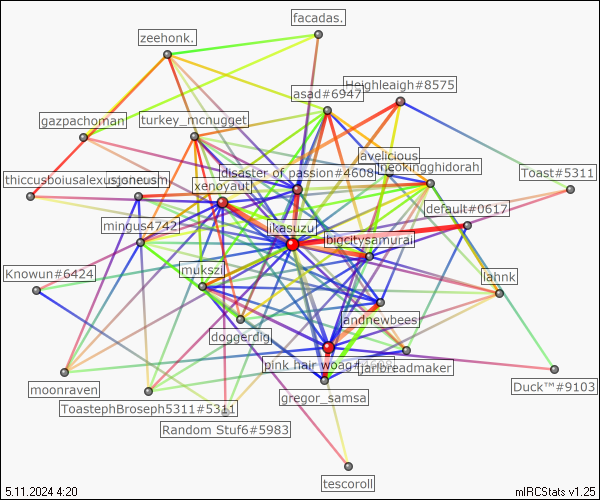 facadas.
zeehonk.
Heighleigh#8575
asad#6947
gazpachoman
turkey_mcnugget
avelicious
neokingghidorah
disaster of passion#4608
Toast#5311
xenoyaut
default#0617
mingus4742
ikasuzu
bigcitysamurai
mukszi
Knowun#6424
lahnk
andnewbees
doggerdig
pink hair woag#
jarlbreadmaker
moonraven
Duck™#9103
gregor_samsa
ToastephBroseph5311#5311
Random Stuf6#5983
tescoroll
5.11.2024 4:20
mIRCStats v1.25